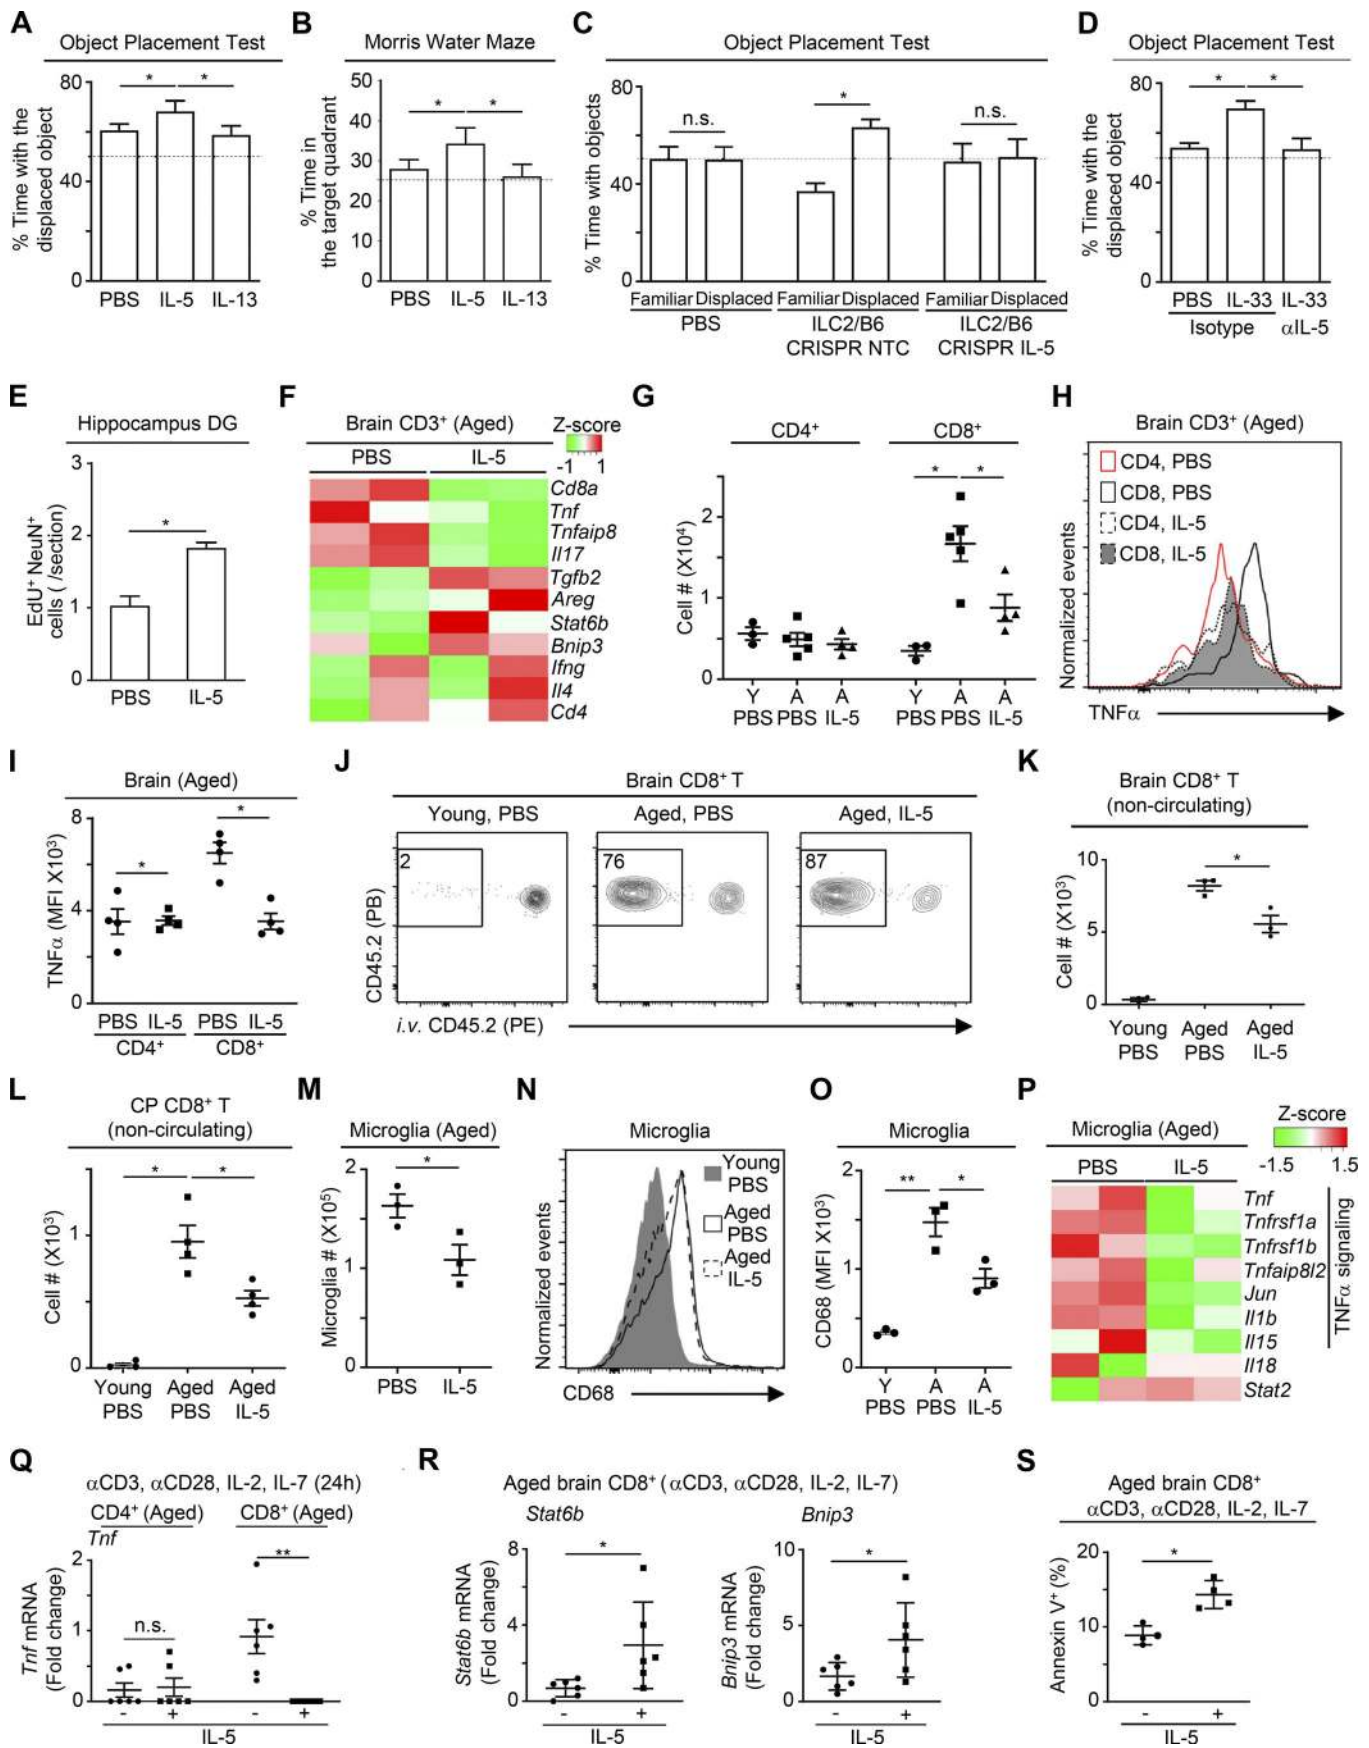 A
Object Placement Test
% Time with the
displaced object
80
40
0
*
*
PBS IL-5 IL-13
B
Morris Water Maze
% Time in
the target quadrant
50
40
30
20
10
0
*
*
PBS IL-5 IL-13
C
Object Placement Test
% Time with objects
80
40
0
n.s.
*
n.s.
Familiar Displaced Familiar Displaced Familiar Displaced
PBS
ILC2/B6
CRISPR NTC
ILC2/B6
CRISPR IL-5
D
Object Placement Test
% Time with the
displaced object
80
40
0
*
*
PBS IL-33 IL-33
Isotype αIL-5
E
Hippocampus DG
EdU⁺ NeuN⁺
cells ( /section)
3
2
1
0
*
PBS IL-5
F
Brain CD3⁺ (Aged)
Z-score
-1 1
PBS IL-5
Cd8a
Tnf
Tnfaip8
Il17
Tgfb2
Areg
Stat6b
Bnip3
Ifng
Il4
Cd4
G
CD4⁺ CD8⁺
Cell # (X10⁴)
2
1
0
*
*
Y A A Y A A
PBS PBS IL-5 PBS PBS IL-5
H
Brain CD3⁺ (Aged)
CD4, PBS
CD8, PBS
CD4, IL-5
CD8, IL-5
Normalized events
TNFα
I
Brain (Aged)
TNFα (MFI X10³)
8
4
0
*
*
PBS IL-5 PBS IL-5
CD4⁺ CD8⁺
J
Brain CD8⁺ T
Young, PBS Aged, PBS Aged, IL-5
2
76
87
CD45.2 (PB)
i.v. CD45.2 (PE)
K
Brain CD8⁺ T
(non-circulating)
Cell # (X10³)
10
5
0
*
Young Aged Aged
PBS PBS IL-5
L
CP CD8⁺ T
(non-circulating)
Cell # (X10³)
1
0
*
*
Young Aged Aged
PBS PBS IL-5
M
Microglia (Aged)
Microglia # (X10⁵)
2
1
0
*
PBS IL-5
N
Microglia
Young
PBS
Aged
PBS
Aged
IL-5
Normalized events
CD68
O
Microglia
CD68 (MFI X10³)
2
1
0
**
*
Y A A
PBS PBS IL-5
P
Z-score
-1.5 1.5
Microglia (Aged)
PBS IL-5
Tnf
Tnfrsf1a
Tnfrsf1b
Tnfaip8l2
Jun
Il1b
Il15
Il18
Stat2
TNFα signaling
Q
αCD3, αCD28, IL-2, IL-7 (24h)
CD4⁺ (Aged) CD8⁺ (Aged)
Tnf
Tnf mRNA
(Fold change)
2
1
0
n.s.
**
- + - +
IL-5
R
Aged brain CD8⁺ (αCD3, αCD28, IL-2, IL-7)
Stat6b
Stat6b mRNA
(Fold change)
8
4
0
*
- +
IL-5
Bnip3
Bnip3 mRNA
(Fold change)
10
5
0
*
- +
IL-5
S
Aged brain CD8⁺
αCD3, αCD28, IL-2, IL-7
Annexin V⁺ (%)
20
10
0
*
- +
IL-5